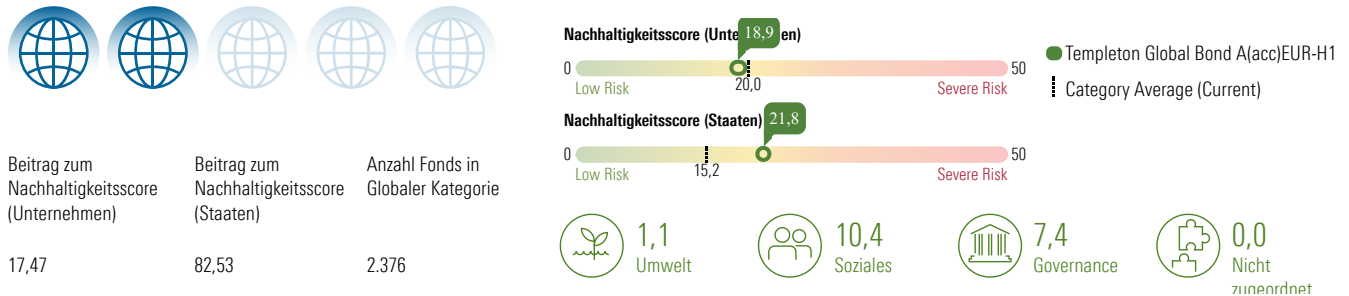 Beitrag zum
Nachhaltigkeitsscore
(Unternehmen)
17,47
Beitrag zum
Nachhaltigkeitsscore
(Staaten)
82,53
Anzahl Fonds in
Globaler Kategorie
2.376
Nachhaltigkeitsscore (Unte 18,9 en)
0 50
Low Risk 20,0 Severe Risk
Nachhaltigkeitsscore (Staaten) 21,8
0 50
Low Risk 15,2 Severe Risk
Templeton Global Bond A(acc)EUR-H1
Category Average (Current)
1,1
Umwelt
10,4
Soziales
7,4
Governance
0,0
Nicht
zugeordnet